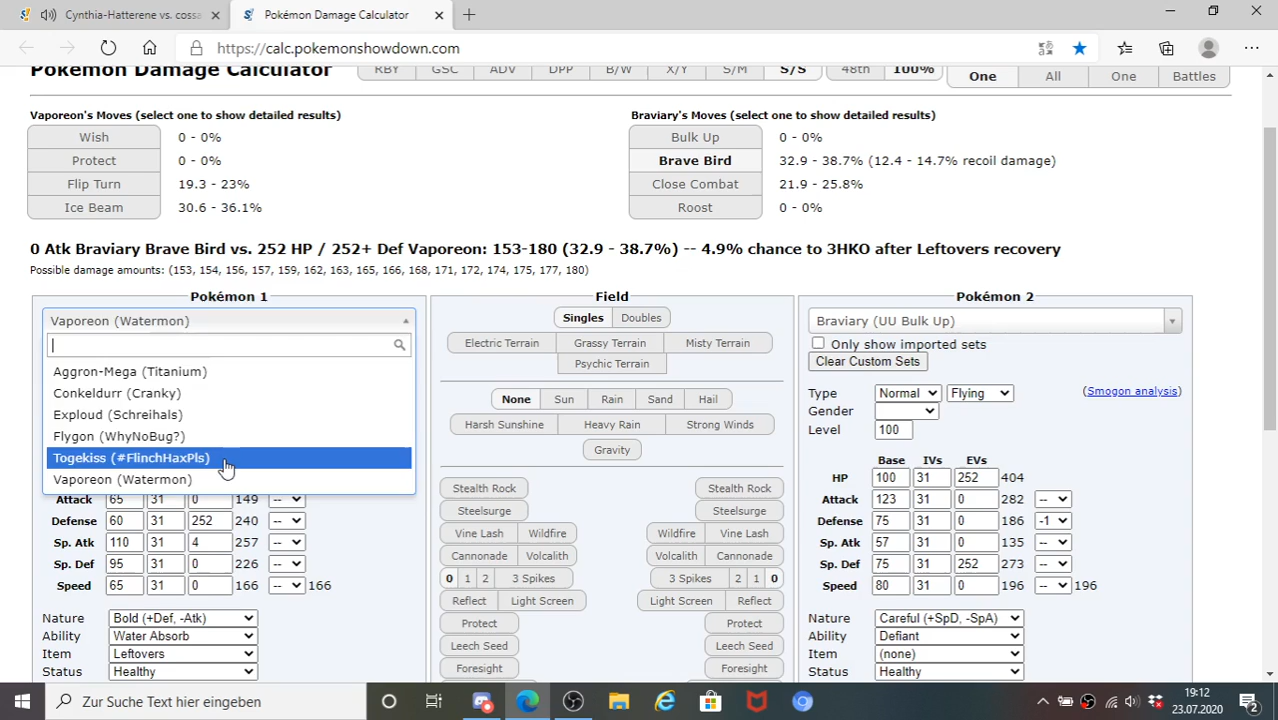 Cynthia-Hatterene vs. cossa
Pokémon Damage Calculator
https://calc.pokemonshowdown.com
Pokémon Damage Calculator RBY GSC ADV DPP B/W X/Y S/M S/S 48th 100% One All One Battles
Vaporeon's Moves (select one to show detailed results)
Wish 0 - 0%
Protect 0 - 0%
Flip Turn 19.3 - 23%
Ice Beam 30.6 - 36.1%
Braviary's Moves (select one to show detailed results)
Bulk Up 0 - 0%
Brave Bird 32.9 - 38.7% (12.4 - 14.7% recoil damage)
Close Combat 21.9 - 25.8%
Roost 0 - 0%
0 Atk Braviary Brave Bird vs. 252 HP / 252+ Def Vaporeon: 153-180 (32.9 - 38.7%) -- 4.9% chance to 3HKO after Leftovers recovery
Possible damage amounts: (153, 154, 156, 157, 159, 162, 163, 165, 166, 168, 171, 172, 174, 175, 177, 180)
Pokémon 1
Vaporeon (Watermon)
Aggron-Mega (Titanium)
Conkeldurr (Cranky)
Exploud (Schreihals)
Flygon (WhyNoBug?)
Togekiss (#FlinchHaxPls)
Vaporeon (Watermon)
Attack 65 31 0 149 --
Defense 60 31 252 240 --
Sp. Atk 110 31 4 257 --
Sp. Def 95 31 0 226 --
Speed 65 31 0 166 -- 166
Nature Bold (+Def, -Atk)
Ability Water Absorb
Item Leftovers
Status Healthy
Field
Singles Doubles
Electric Terrain Grassy Terrain Misty Terrain
Psychic Terrain
None Sun Rain Sand Hail
Harsh Sunshine Heavy Rain Strong Winds
Gravity
Stealth Rock Stealth Rock
Steelsurge Steelsurge
Vine Lash Wildfire Wildfire Vine Lash
Cannonade Volcalith Volcalith Cannonade
0 1 2 3 Spikes 3 Spikes 2 1 0
Reflect Light Screen Light Screen Reflect
Protect Protect
Leech Seed Leech Seed
Foresight Foresight
Pokémon 2
Braviary (UU Bulk Up)
Only show imported sets
Clear Custom Sets
Type Normal Flying (Smogon analysis)
Gender
Level 100
Base IVs EVs
HP 100 31 252 404
Attack 123 31 0 282 --
Defense 75 31 0 186 -1
Sp. Atk 57 31 0 135 --
Sp. Def 75 31 252 273 --
Speed 80 31 0 196 -- 196
Nature Careful (+SpD, -SpA)
Ability Defiant
Item (none)
Status Healthy
Zur Suche Text hier eingeben
19:12
23.07.2020
2